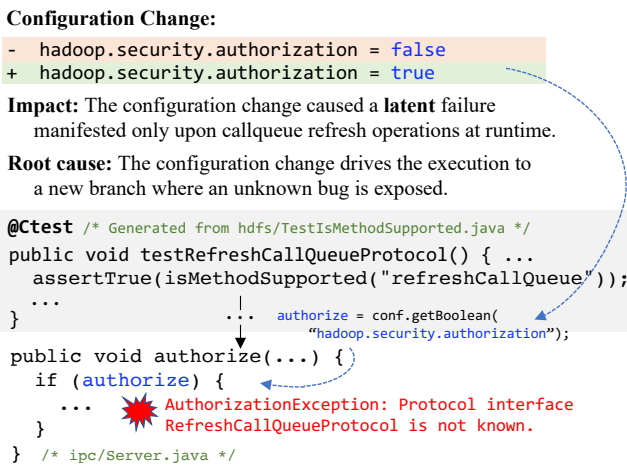 Configuration Change:
- hadoop.security.authorization = false
+ hadoop.security.authorization = true
Impact: The configuration change caused a latent failure
manifested only upon callqueue refresh operations at runtime.
Root cause: The configuration change drives the execution to
a new branch where an unknown bug is exposed.
@Ctest /* Generated from hdfs/TestIsMethodSupported.java */
public void testRefreshCallQueueProtocol() { ...
assertTrue(isMethodSupported("refreshCallQueue"));
...
}
... authorize = conf.getBoolean(
“hadoop.security.authorization”);
public void authorize(...) {
if (authorize) {
... AuthorizationException: Protocol interface
} RefreshCallQueueProtocol is not known.
} /* ipc/Server.java */